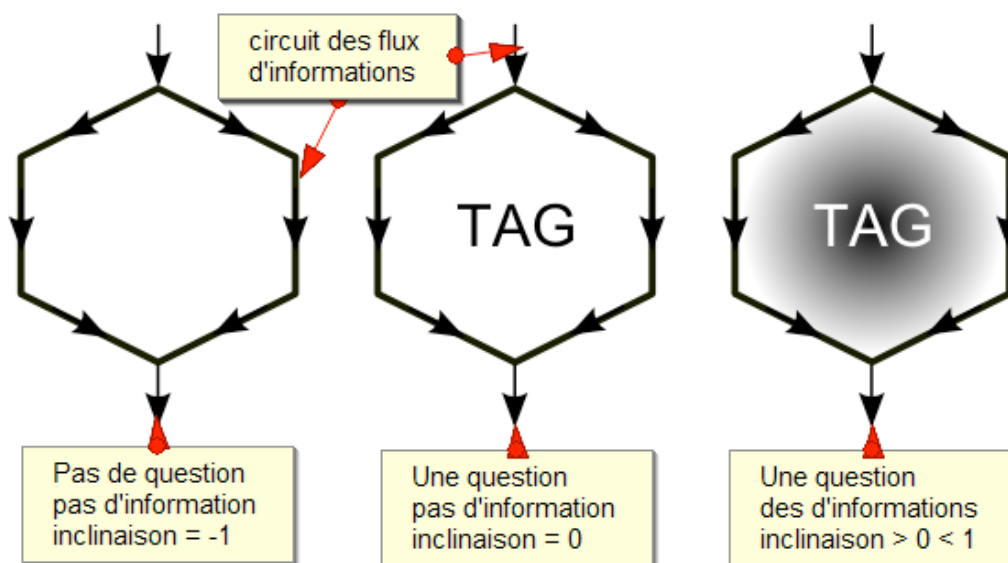 circuit des flux
d'informations
TAG
TAG
Pas de question
pas d'information
inclinaison = -1
Une question
pas d'information
inclinaison = 0
Une question
des d'informations
inclinaison > 0 < 1